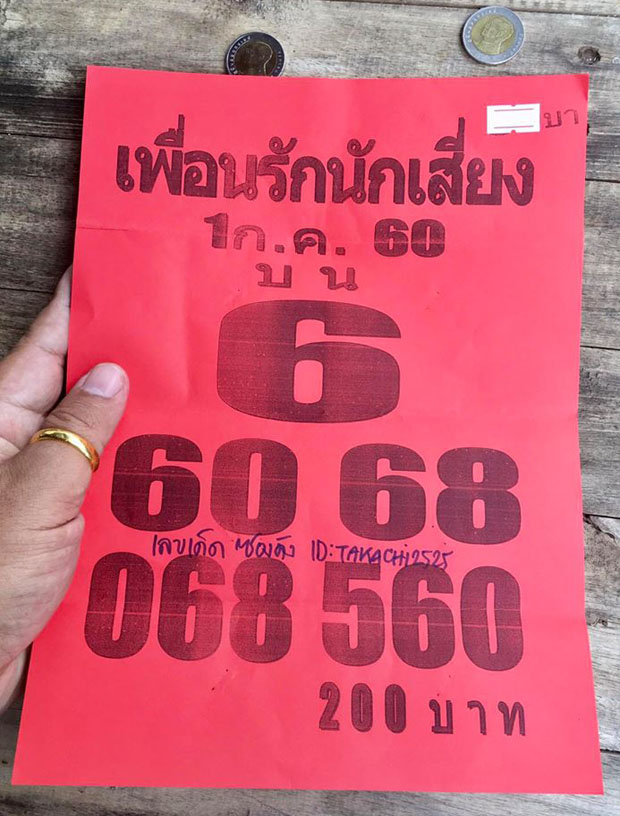 บา
เพื่อนรักนักเสี่ยง
1ก.ค. 60
บน
6
60 68
เลขเด็ด ซองดัง ID:TAKACHI2525
068 560
200 บาท